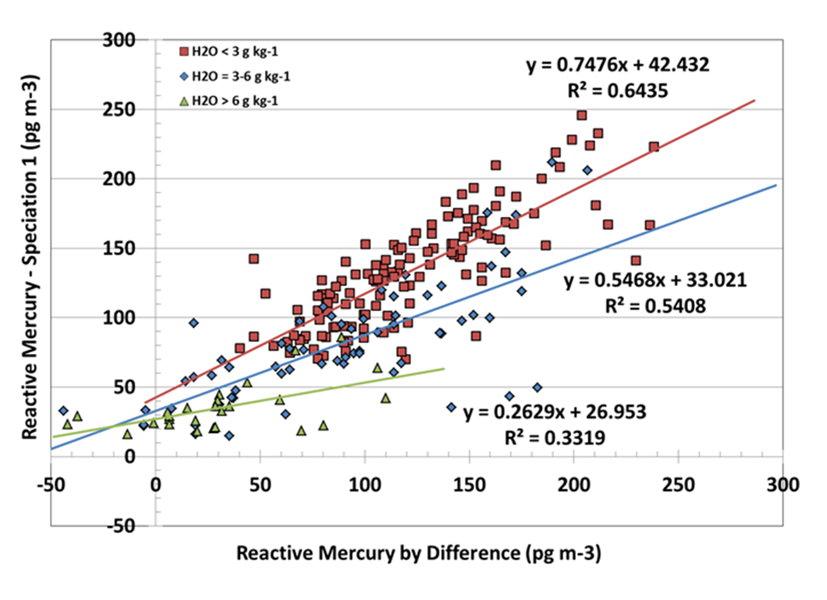 300
250
200
150
100
50
0
-50
-50
0
50
100
150
200
250
300
Reactive Mercury - Speciation 1 (pg m-3)
Reactive Mercury by Difference (pg m-3)
H2O < 3 g kg-1
H2O = 3-6 g kg-1
H2O > 6 g kg-1
y = 0.7476x + 42.432
R² = 0.6435
y = 0.5468x + 33.021
R² = 0.5408
y = 0.2629x + 26.953
R² = 0.3319